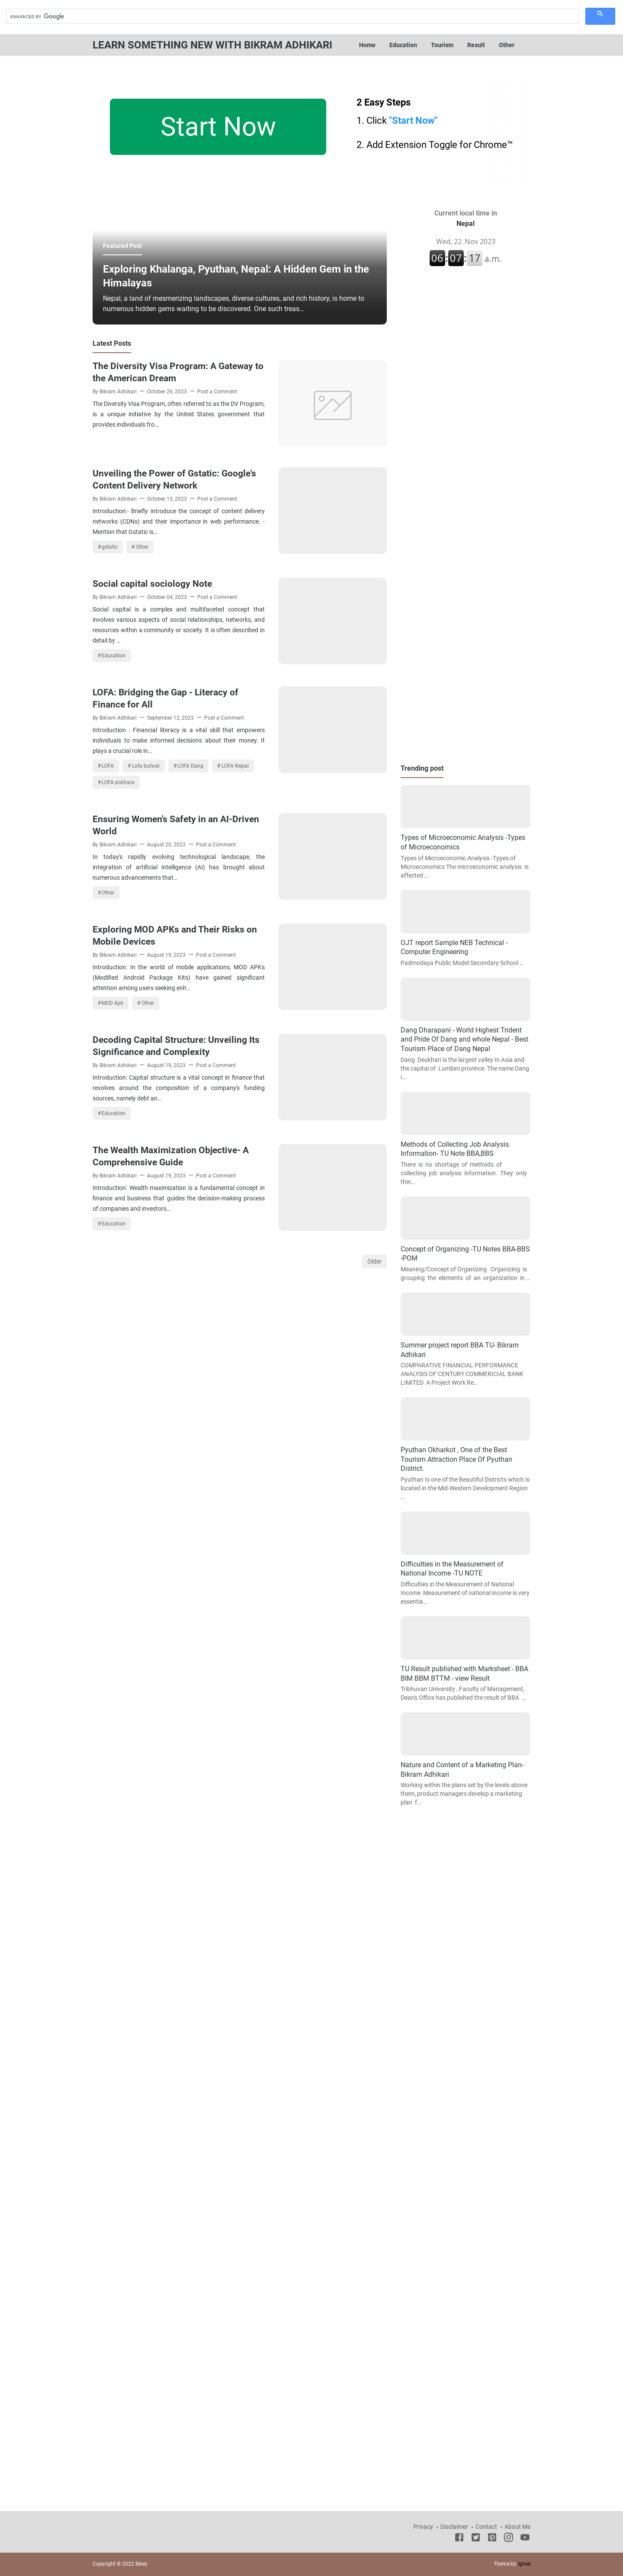 ENHANCED BY Google
LEARN SOMETHING NEW WITH BIKRAM ADHIKARI
Home Education Tourism Result Other
Start Now
2 Easy Steps
1. Click "Start Now"
2. Add Extension Toggle for Chrome™
Current local time in
Nepal
Wed, 22. Nov 2023
06:07:17 a.m.
Featured Post
Exploring Khalanga, Pyuthan, Nepal: A Hidden Gem in the
Himalayas
Nepal, a land of mesmerizing landscapes, diverse cultures, and rich history, is home to
numerous hidden gems waiting to be discovered. One such treas…
Latest Posts
The Diversity Visa Program: A Gateway to
the American Dream
By Bikram Adhikari — October 26, 2023 — Post a Comment
The Diversity Visa Program, often referred to as the DV Program,
is a unique initiative by the United States government that
provides individuals fro…
Unveiling the Power of Gstatic: Google's
Content Delivery Network
By Bikram Adhikari — October 13, 2023 — Post a Comment
Introduction:- Briefly introduce the concept of content delivery
networks (CDNs) and their importance in web performance. -
Mention that Gstatic is…
#gstatic # Other
Social capital sociology Note
By Bikram Adhikari — October 04, 2023 — Post a Comment
Social capital is a complex and multifaceted concept that
involves various aspects of social relationships, networks, and
resources within a community or society. It is often described in
detail by …
#Education
LOFA: Bridging the Gap - Literacy of
Finance for All
By Bikram Adhikari — September 12, 2023 — Post a Comment
Introduction : Financial literacy is a vital skill that empowers
individuals to make informed decisions about their money. It
plays a crucial role in…
#LOFA # Lofa butwal #LOFA Dang # LOFA Nepal
#LOFA pokhara
Ensuring Women's Safety in an AI-Driven
World
By Bikram Adhikari — August 20, 2023 — Post a Comment
In today's rapidly evolving technological landscape, the
integration of artificial intelligence (AI) has brought about
numerous advancements that…
#Other
Exploring MOD APKs and Their Risks on
Mobile Devices
By Bikram Adhikari — August 19, 2023 — Post a Comment
Introduction: In the world of mobile applications, MOD APKs
(Modified Android Package Kits) have gained significant
attention among users seeking enh…
#MOD Apk # Other
Decoding Capital Structure: Unveiling Its
Significance and Complexity
By Bikram Adhikari — August 19, 2023 — Post a Comment
Introduction: Capital structure is a vital concept in finance that
revolves around the composition of a company's funding
sources, namely debt an…
#Education
The Wealth Maximization Objective- A
Comprehensive Guide
By Bikram Adhikari — August 19, 2023 — Post a Comment
Introduction: Wealth maximization is a fundamental concept in
finance and business that guides the decision-making process
of companies and investors…
#Education
Older
Trending post
Types of Microeconomic Analysis -Types
of Microeconomics
Types of Microeconomic Analysis -Types of
Microeconomics The microeconomic analysis is
affected …
OJT report Sample NEB Technical -
Computer Engineering
Padmodaya Public Model Secondary School …
Dang Dharapani - World Highest Trident
and Pride Of Dang and whole Nepal - Best
Tourism Place of Dang Nepal
Dang Deukhari is the largest valley In Asia and
the capital of Lumbini province. The name Dang
i…
Methods of Collecting Job Analysis
Information- TU Note BBA,BBS
There is no shortage of methods of
collecting job analysis information. They only
thin…
Concept of Organizing -TU Notes BBA-BBS
-POM
Meaning/Concept of Organizing Organizing is
grouping the elements of an organization in …
Summer project report BBA TU- Bikram
Adhikari
COMPARATIVE FINANCIAL PERFORMANCE
ANALYSIS OF CENTURY COMMERICIAL BANK
LIMITED A Project Work Re…
Pyuthan Okharkot , One of the Best
Tourism Attraction Place Of Pyuthan
District.
Pyuthan Is one of the Beautiful Districts which is
located in the Mid-Western Development Region
…
Difficulties in the Measurement of
National Income -TU NOTE
Difficulties in the Measurement of National
Income Measurement of national income is very
essentia…
TU Result published with Marksheet - BBA
BIM BBM BTTM - view Result
Tribhuvan University , Faculty of Management,
Dean's Office has published the result of BBA …
Nature and Content of a Marketing Plan-
Bikram Adhikari
Working within the plans set by the levels above
them, product managers develop a marketing
plan f…
Privacy • Disclaimer • Contact • About Me
Copyright © 2022 Bikey
Theme by Igniel